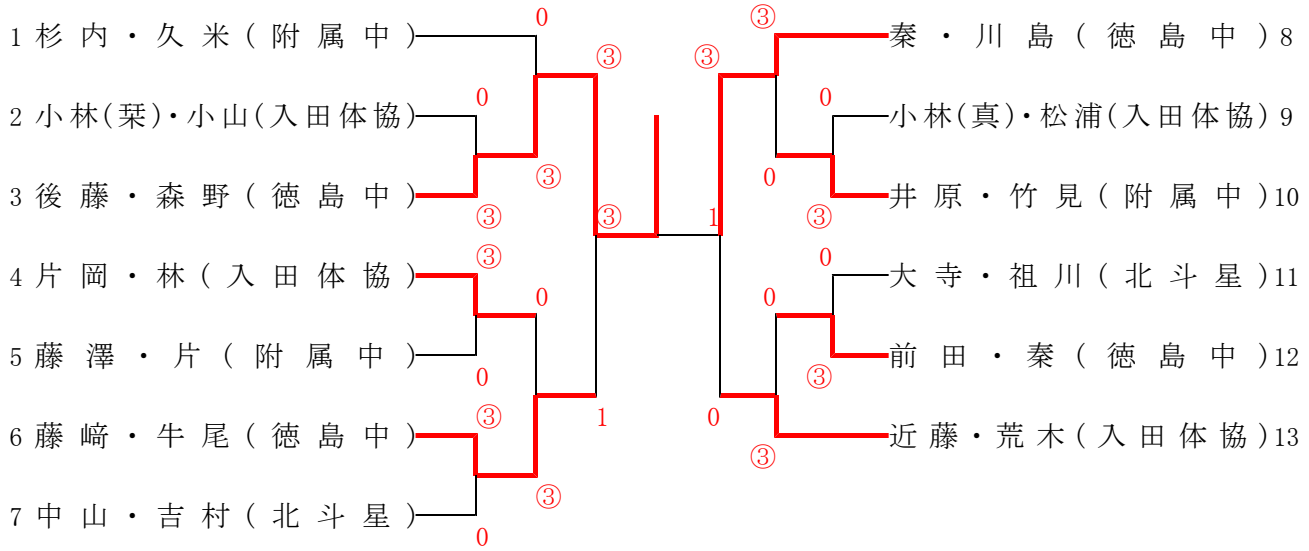 0
1 杉内・久米(附属中)
秦・川島(徳島中) 8
③ ③
0 0
2 小林(栞)・小山(入田体協)
小林(真)・松浦(入田体協) 9
③ 0
3 後藤・森野(徳島中)
井原・竹見(附属中) 10
③ ③ 1 ③
③ 0
4 片岡・林(入田体協)
大寺・祖川(北斗星) 11
0 0
5 藤澤・片(附属中)
前田・秦(徳島中) 12
0 ③
③ 1 0
6 藤﨑・牛尾(徳島中)
近藤・荒木(入田体協) 13
③
③
7 中山・吉村(北斗星)
0